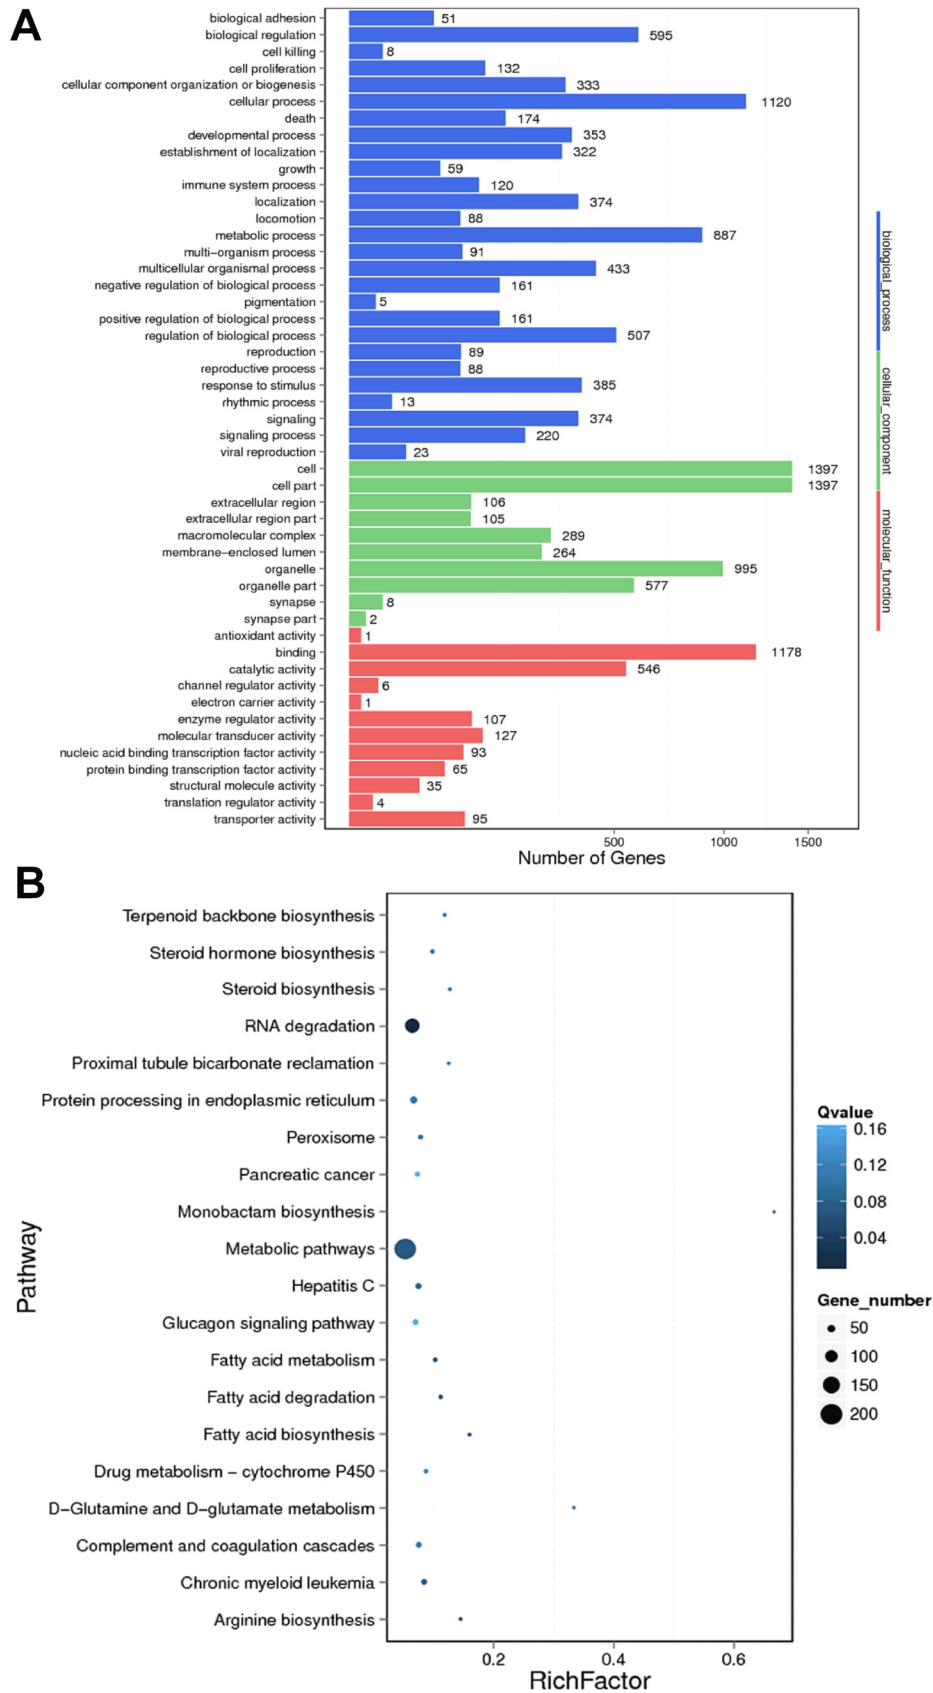 A
biological adhesion 51
biological regulation 595
cell killing 8
cell proliferation 132
cellular component organization or biogenesis 333
cellular process 1120
death 174
developmental process 353
establishment of localization 322
growth 59
immune system process 120
localization 374
locomotion 88
metabolic process 887
multi-organism process 91
multicellular organismal process 433
negative regulation of biological process 161
pigmentation 5
positive regulation of biological process 161
regulation of biological process 507
reproduction 89
reproductive process 88
response to stimulus 385
rhythmic process 13
signaling 374
signaling process 220
viral reproduction 23
cell 1397
cell part 1397
extracellular region 106
extracellular region part 105
macromolecular complex 289
membrane-enclosed lumen 264
organelle 995
organelle part 577
synapse 8
synapse part 2
antioxidant activity 1
binding 1178
catalytic activity 546
channel regulator activity 6
electron carrier activity 1
enzyme regulator activity 107
molecular transducer activity 127
nucleic acid binding transcription factor activity 93
protein binding transcription factor activity 65
structural molecule activity 35
translation regulator activity 4
transporter activity 95
500 1000 1500
Number of Genes
biological_process
cellular_component
molecular_function
B
Pathway
Terpenoid backbone biosynthesis
Steroid hormone biosynthesis
Steroid biosynthesis
RNA degradation
Proximal tubule bicarbonate reclamation
Protein processing in endoplasmic reticulum
Peroxisome
Pancreatic cancer
Monobactam biosynthesis
Metabolic pathways
Hepatitis C
Glucagon signaling pathway
Fatty acid metabolism
Fatty acid degradation
Fatty acid biosynthesis
Drug metabolism − cytochrome P450
D−Glutamine and D−glutamate metabolism
Complement and coagulation cascades
Chronic myeloid leukemia
Arginine biosynthesis
0.2 0.4 0.6
RichFactor
Qvalue
0.16
0.12
0.08
0.04
Gene_number
50
100
150
200